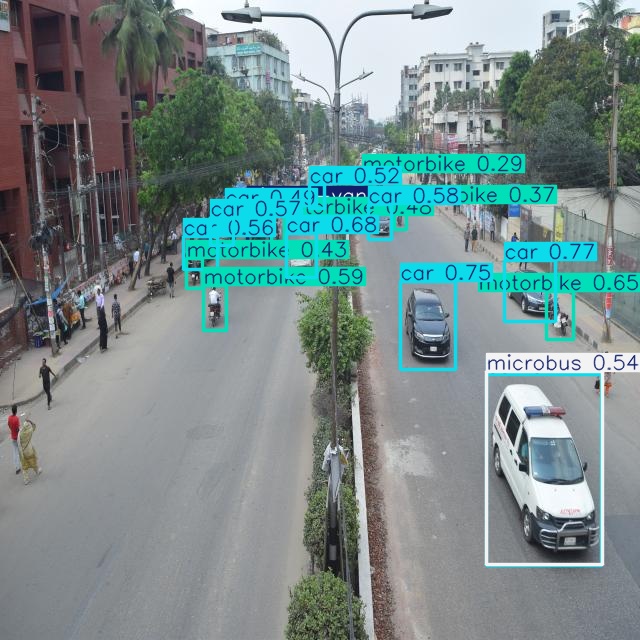 motorbike 0.29
car 0.52
car 0.49
van
car 0.58
bike 0.37
car 0.57
torbike 0.48
car 0.56
car 0.68
motorbike 0.43
car 0.77
motorbike 0.59
car 0.75
motorbike 0.65
microbus 0.54